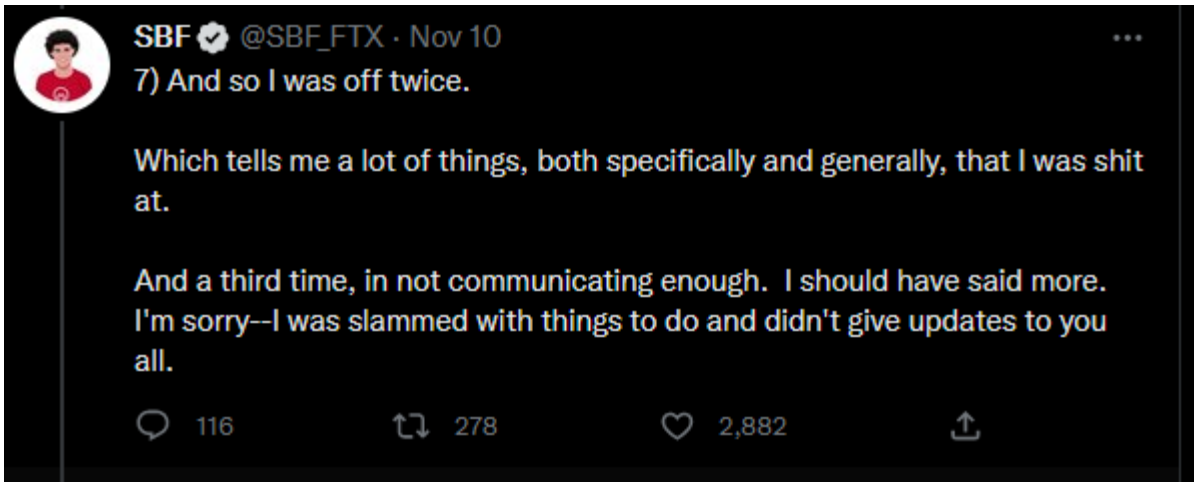 SBF @SBF_FTX · Nov 10
7) And so I was off twice.
Which tells me a lot of things, both specifically and generally, that I was shit
at.
And a third time, in not communicating enough.  I should have said more.
I'm sorry--I was slammed with things to do and didn't give updates to you
all.
116 278 2,882